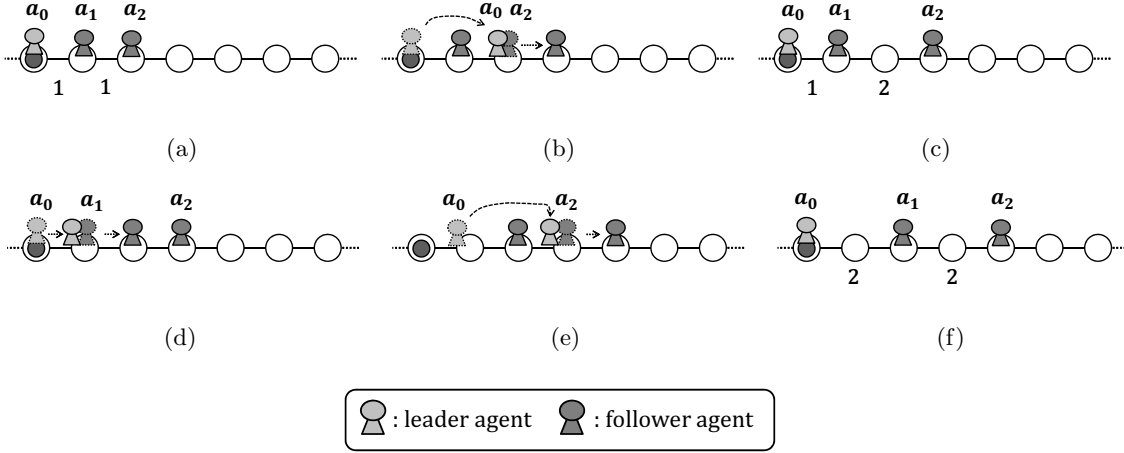 a0 a1 a2
a0 a2
a0 a1 a2
1 1
1 2
(a) (b) (c)
a0 a1 a2
a0 a2
a0 a1 a2
2 2
(d) (e) (f)
: leader agent : follower agent